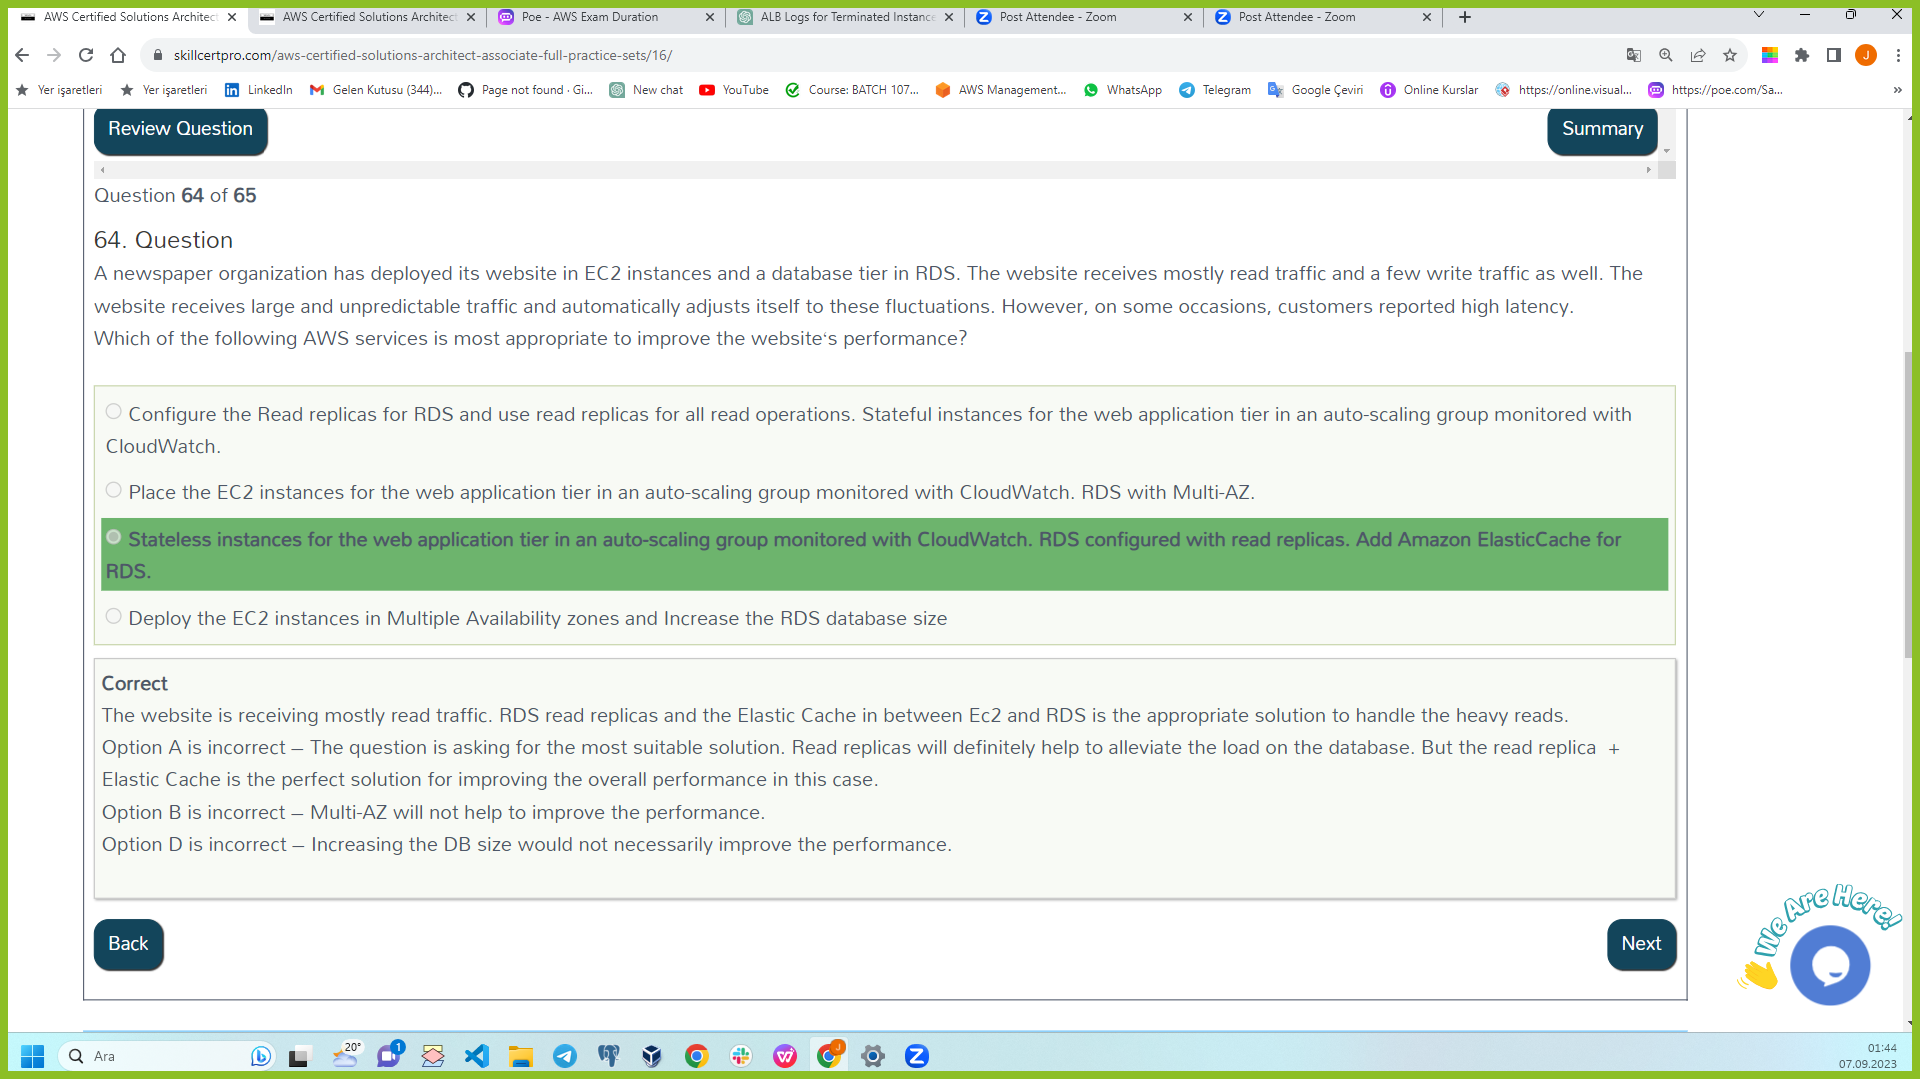 AWS Certified Solutions Architect
AWS Certified Solutions Architect
Poe - AWS Exam Duration
ALB Logs for Terminated Instance
Post Attendee - Zoom
Post Attendee - Zoom
skillcertpro.com/aws-certified-solutions-architect-associate-full-practice-sets/16/
J
Yer işaretleri
Yer işaretleri
LinkedIn
Gelen Kutusu (344)...
Page not found · Gi...
New chat
YouTube
Course: BATCH 107...
AWS Management...
WhatsApp
Telegram
Google Çeviri
Online Kurslar
https://online.visual...
https://poe.com/Sa...
»
Review Question
Summary
Question 64 of 65
64. Question
A newspaper organization has deployed its website in EC2 instances and a database tier in RDS. The website receives mostly read traffic and a few write traffic as well. The
website receives large and unpredictable traffic and automatically adjusts itself to these fluctuations. However, on some occasions, customers reported high latency.
Which of the following AWS services is most appropriate to improve the website‘s performance?
Configure the Read replicas for RDS and use read replicas for all read operations. Stateful instances for the web application tier in an auto-scaling group monitored with
CloudWatch.
Place the EC2 instances for the web application tier in an auto-scaling group monitored with CloudWatch. RDS with Multi-AZ.
Stateless instances for the web application tier in an auto-scaling group monitored with CloudWatch. RDS configured with read replicas. Add Amazon ElasticCache for
RDS.
Deploy the EC2 instances in Multiple Availability zones and Increase the RDS database size
Correct
The website is receiving mostly read traffic. RDS read replicas and the Elastic Cache in between Ec2 and RDS is the appropriate solution to handle the heavy reads.
Option A is incorrect – The question is asking for the most suitable solution. Read replicas will definitely help to alleviate the load on the database. But the read replica +
Elastic Cache is the perfect solution for improving the overall performance in this case.
Option B is incorrect – Multi-AZ will not help to improve the performance.
Option D is incorrect – Increasing the DB size would not necessarily improve the performance.
We Are Here!
Back
Next
Ara
20°
1
J
01:44
07.09.2023